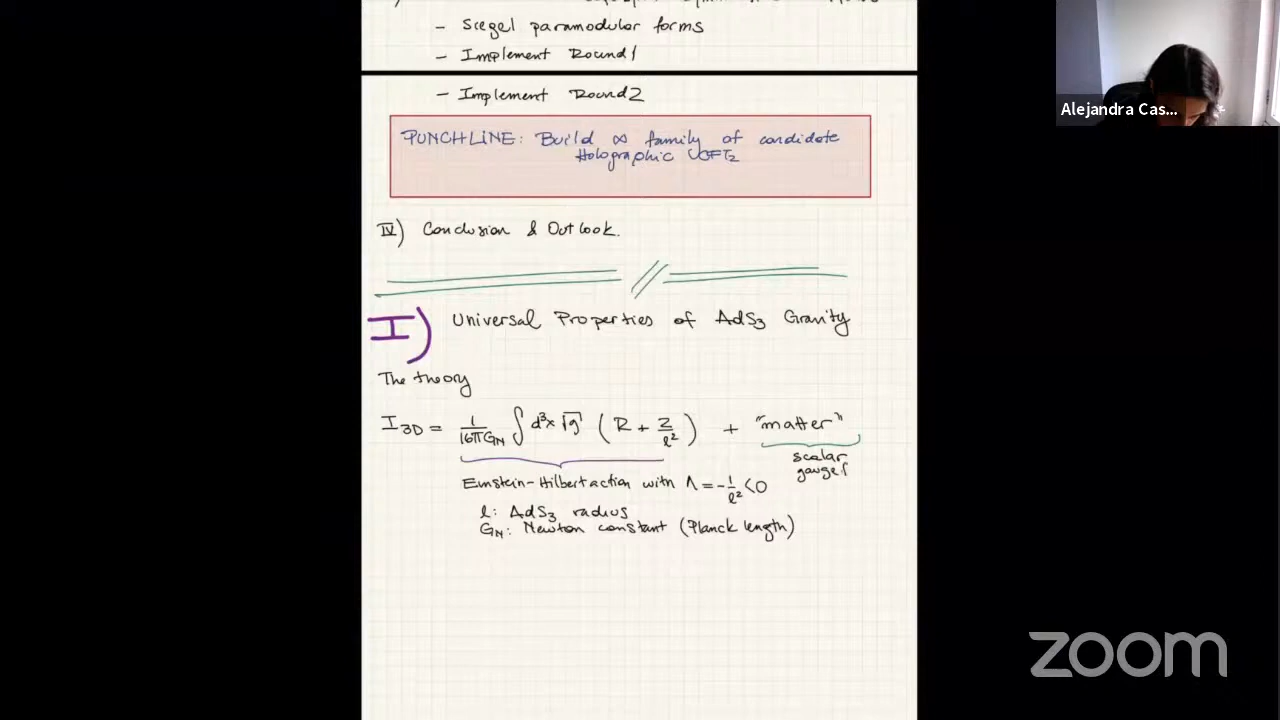 - Siegel paramodular forms
- Implement Round 1
- Implement Round 2
PUNCHLINE: Build ∞ family of candidate
Holographic CFT₂
IV) Conclusion & Outlook.
I) Universal Properties of AdS₃ Gravity
The theory
I₃D = 1/16πG_N ∫ d³x √g (R + 2/ℓ²) + "matter"
scalar
gauge f
Einstein-Hilbert action with Λ = -1/ℓ² < 0
ℓ: AdS₃ radius
G_N: Newton constant (Planck length)
Alejandra Cas...
zoom